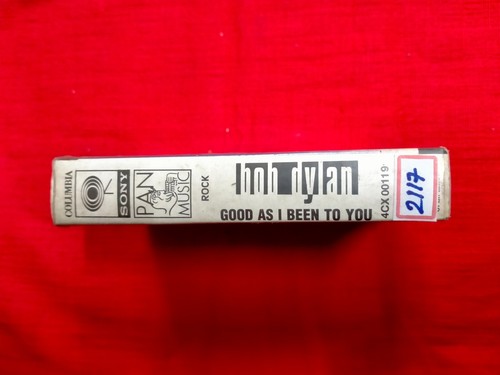 COLUMBIA
SONY
PAN
MUSIC
ROCK
bob dylan
GOOD AS I BEEN TO YOU
4CX 00119
2117